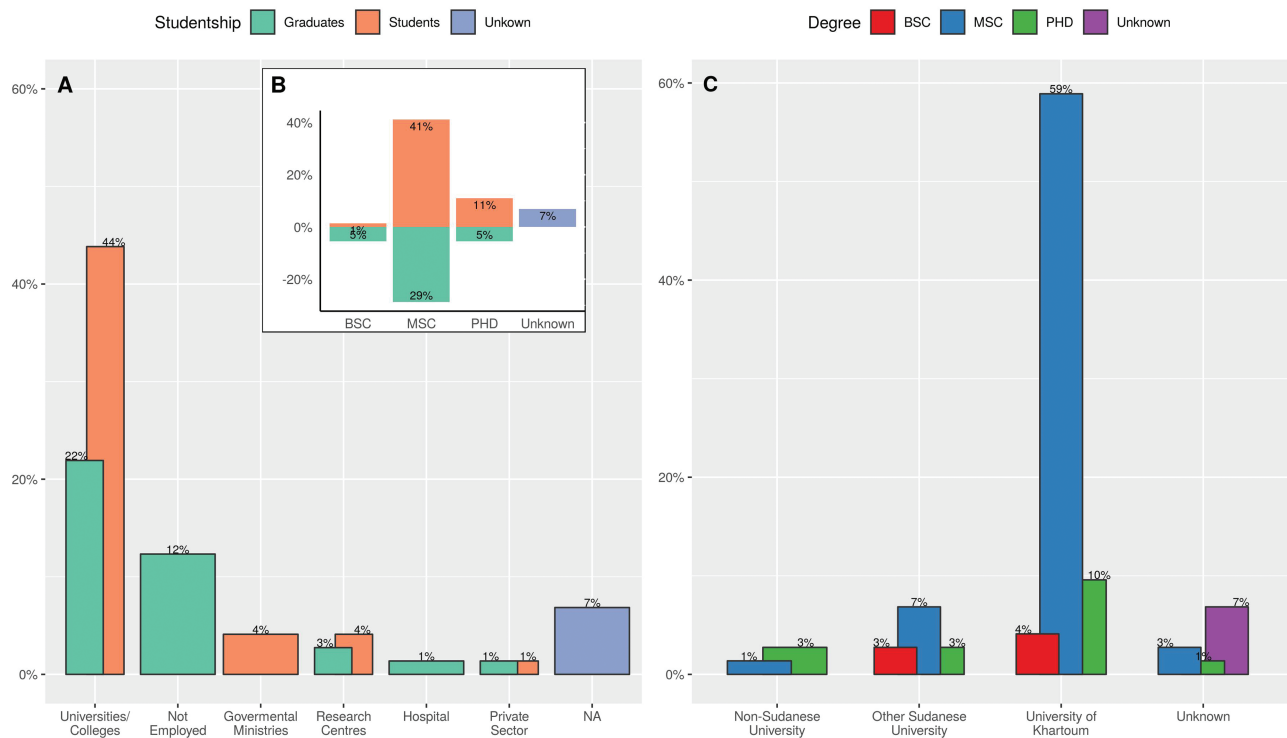 Studentship Graduates Students Unkown
Degree BSC MSC PHD Unknown
A
60%
40%
20%
0%
44%
22%
12%
4%
3%
4%
1%
1%
1%
7%
Universities/
Colleges
Not
Employed
Govermental
Ministries
Research
Centres
Hospital
Private
Sector
NA
B
40%
20%
0%
-20%
41%
11%
7%
1%
5%
5%
29%
BSC
MSC
PHD
Unknown
C
60%
40%
20%
0%
59%
1%
3%
3%
7%
3%
4%
10%
3%
1%
7%
Non-Sudanese
University
Other Sudanese
University
University of
Khartoum
Unknown